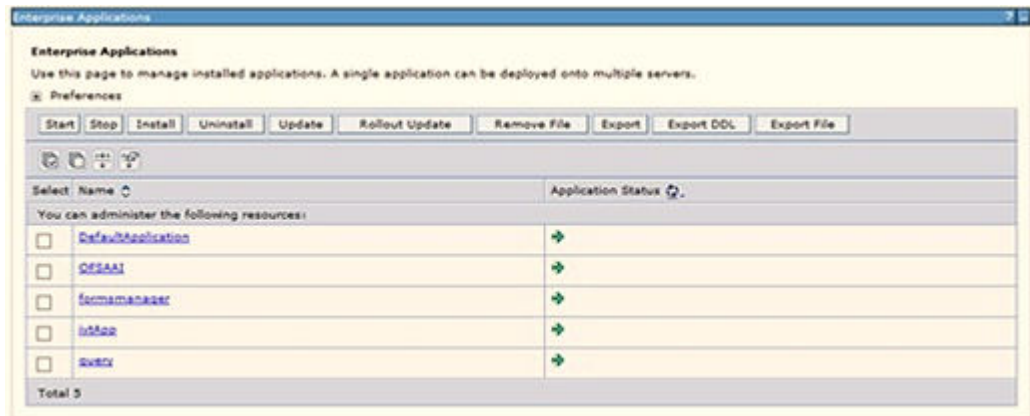 Enterprise Applications
Enterprise Applications
Use this page to manage installed applications. A single application can be deployed onto multiple servers.
Preferences
Start Stop Install Uninstall Update Rollout Update Remove File Export Export DDL Export File
Select Name Application Status
You can administer the following resources:
DefaultApplication
OFSAAI
formsmanager
ivtApp
query
Total 5